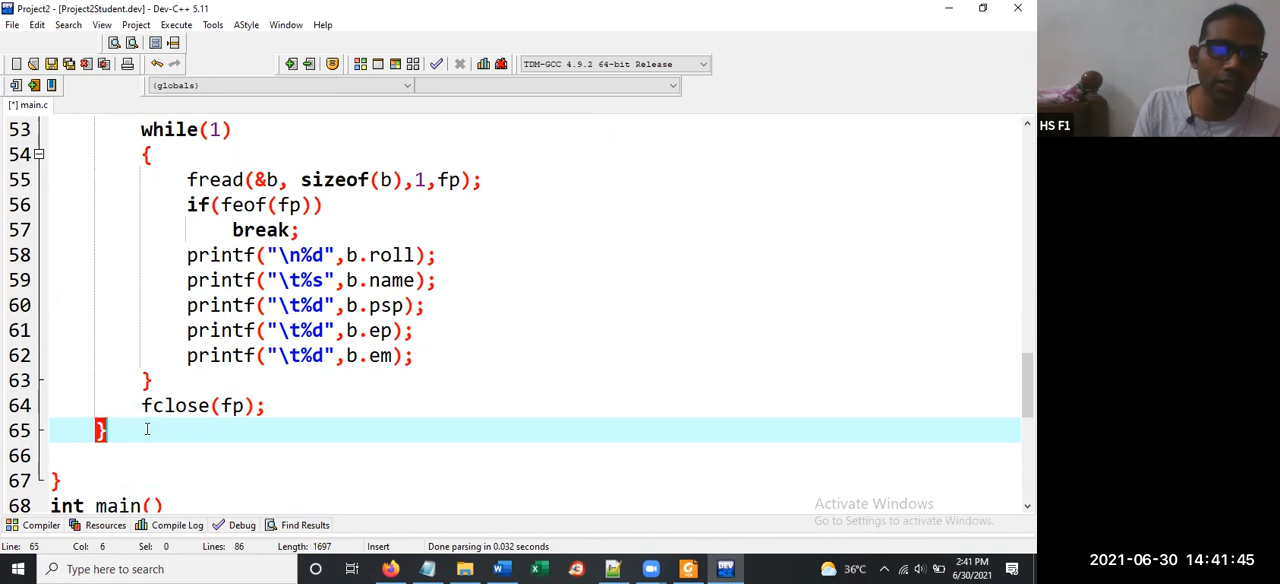 Project2 - [Project2Student.dev] - Dev-C++ 5.11
File Edit Search View Project Execute Tools AStyle Window Help
TDM-GCC 4.9.2 64-bit Release
(globals)
[*] main.c
53 while(1)
54 {
55 fread(&b, sizeof(b),1,fp);
56 if(feof(fp))
57 break;
58 printf("\n%d",b.roll);
59 printf("\t%s",b.name);
60 printf("\t%d",b.psp);
61 printf("\t%d",b.ep);
62 printf("\t%d",b.em);
63 }
64 fclose(fp);
65 }
66
67 }
68 int main()
HS F1
Activate Windows
Go to Settings to activate Windows.
Compiler Resources Compile Log Debug Find Results
Line: 65 Col: 6 Sel: 0 Lines: 86 Length: 1697 Insert Done parsing in 0.032 seconds
Type here to search
DEV
36°C
2:41 PM
6/30/2021
2021-06-30 14:41:45